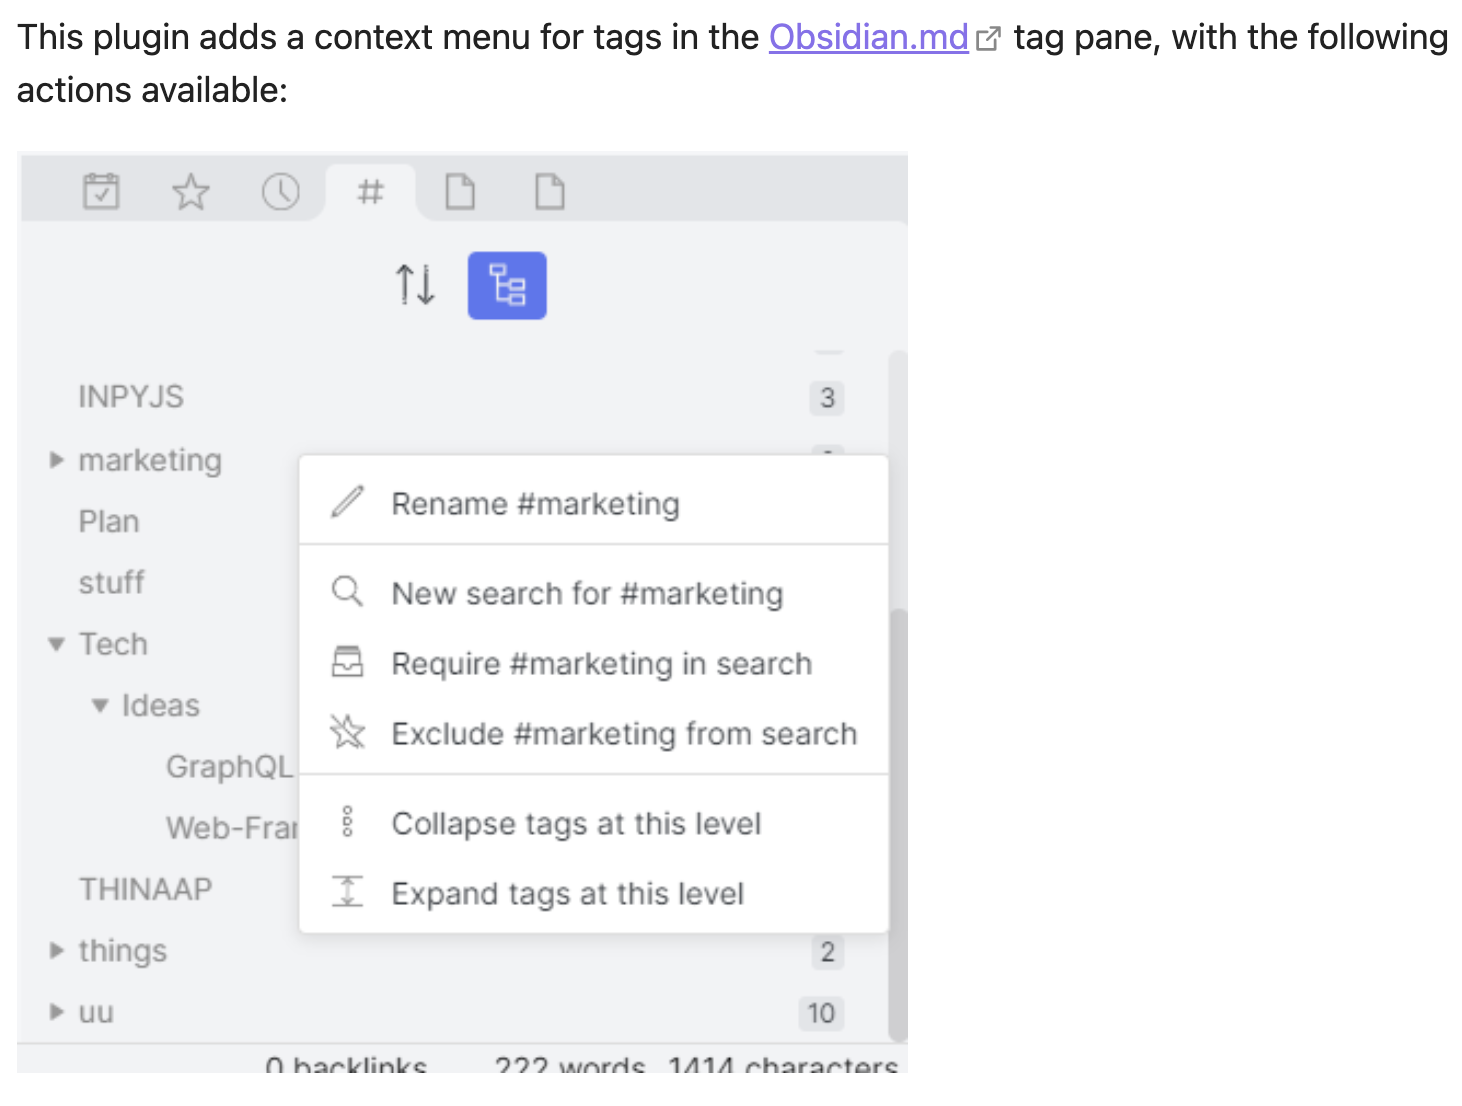 This plugin adds a context menu for tags in the Obsidian.md tag pane, with the following
actions available:
#
INPYJS 3
marketing
Rename #marketing
Plan
stuff
New search for #marketing
Tech
Require #marketing in search
Ideas
Exclude #marketing from search
GraphQL
Web-Fra
Collapse tags at this level
THINAAP
Expand tags at this level
things 2
uu 10
0 backlinks 222 words 1414 characters